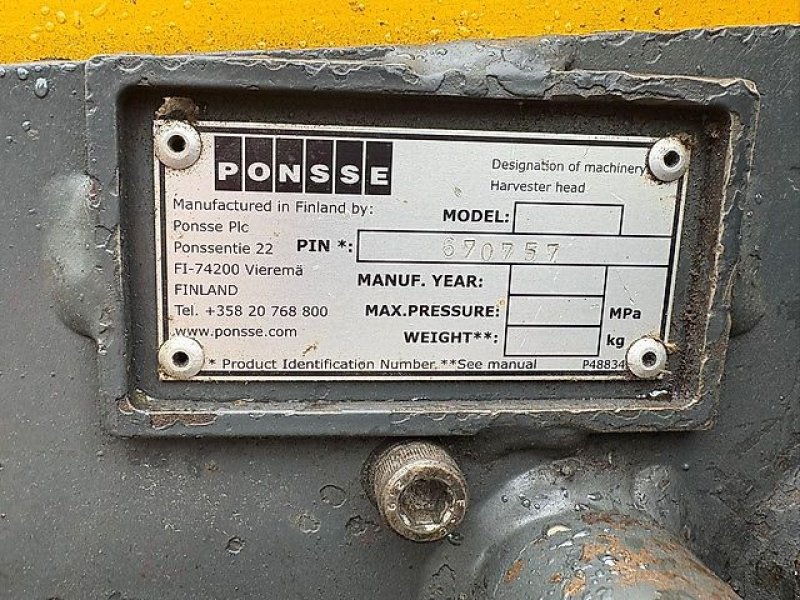 PONSSE
Designation of machinery
Harvester head
Manufactured in Finland by:
Ponsse Plc
Ponssentie 22
FI-74200 Vieremä
FINLAND
Tel. +358 20 768 800
www.ponsse.com
MODEL:
PIN *: 670757
MANUF. YEAR:
MAX.PRESSURE: MPa
WEIGHT**: kg
* Product Identification Number **See manual P48834